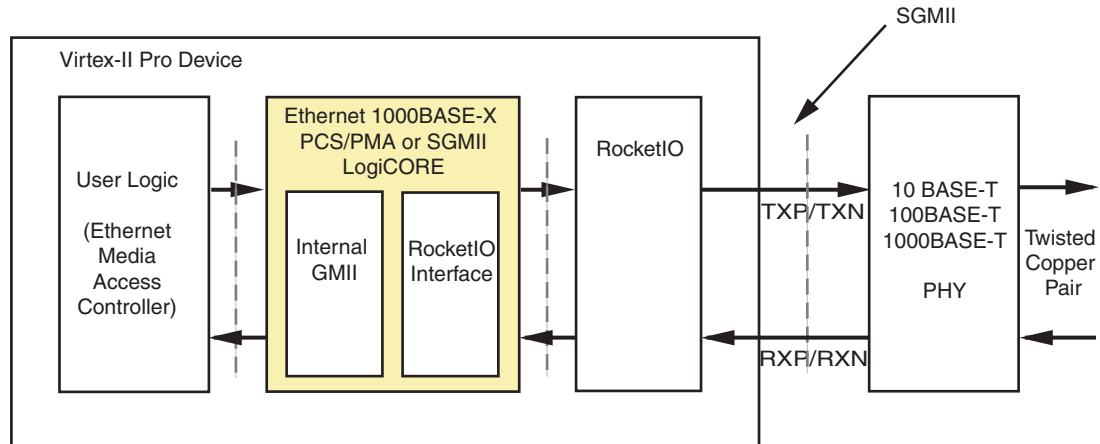 SGMII
Virtex-II Pro Device
Ethernet 1000BASE-X
PCS/PMA or SGMII
LogiCORE
User Logic
(Ethernet
Media
Access
Controller)
Internal
GMII
RocketIO
Interface
RocketIO
TXP/TXN
RXP/RXN
10 BASE-T
100BASE-T
1000BASE-T
PHY
Twisted
Copper
Pair